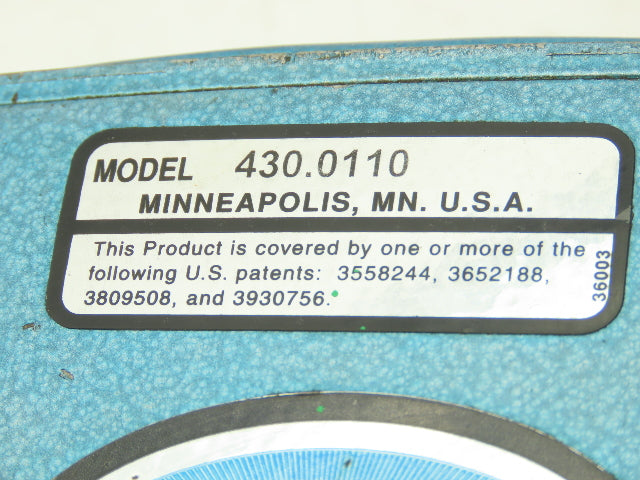 MODEL 430.0110
MINNEAPOLIS, MN. U.S.A.
This Product is covered by one or more of the
following U.S. patents: 3558244, 3652188,
3809508, and 3930756.
36003